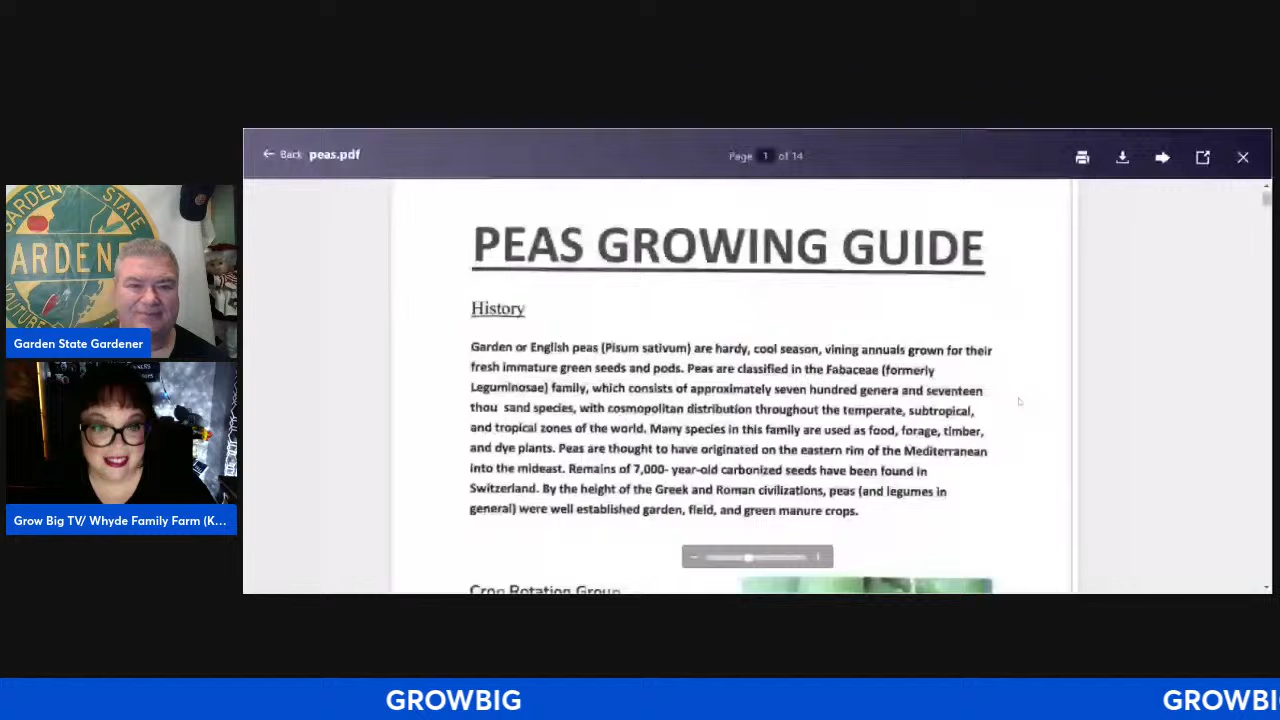 Back peas.pdf
Page 1 of 14
PEAS GROWING GUIDE
History
Garden or English peas (Pisum sativum) are hardy, cool season, vining annuals grown for their
fresh immature green seeds and pods. Peas are classified in the Fabaceae (formerly
Leguminosae) family, which consists of approximately seven hundred genera and seventeen
thou sand species, with cosmopolitan distribution throughout the temperate, subtropical,
and tropical zones of the world. Many species in this family are used as food, forage, timber,
and dye plants. Peas are thought to have originated on the eastern rim of the Mediterranean
into the mideast. Remains of 7,000- year-old carbonized seeds have been found in
Switzerland. By the height of the Greek and Roman civilizations, peas (and legumes in
general) were well established garden, field, and green manure crops.
Crop Rotation Group
GARDEN STATE
ARDEN
YOUTUBE
Garden State Gardener
Grow Big TV/ Whyde Family Farm (K...
GROWBIG
GROWBI